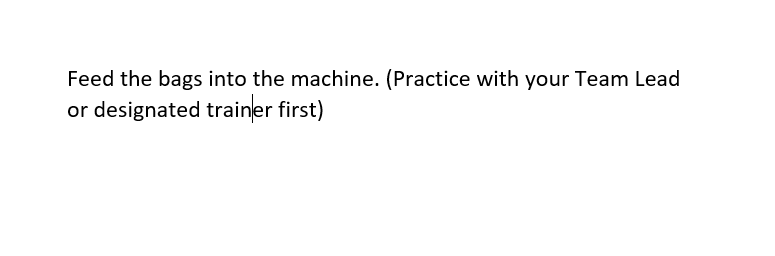 Feed the bags into the machine. (Practice with your Team Lead
or designated trainer first)